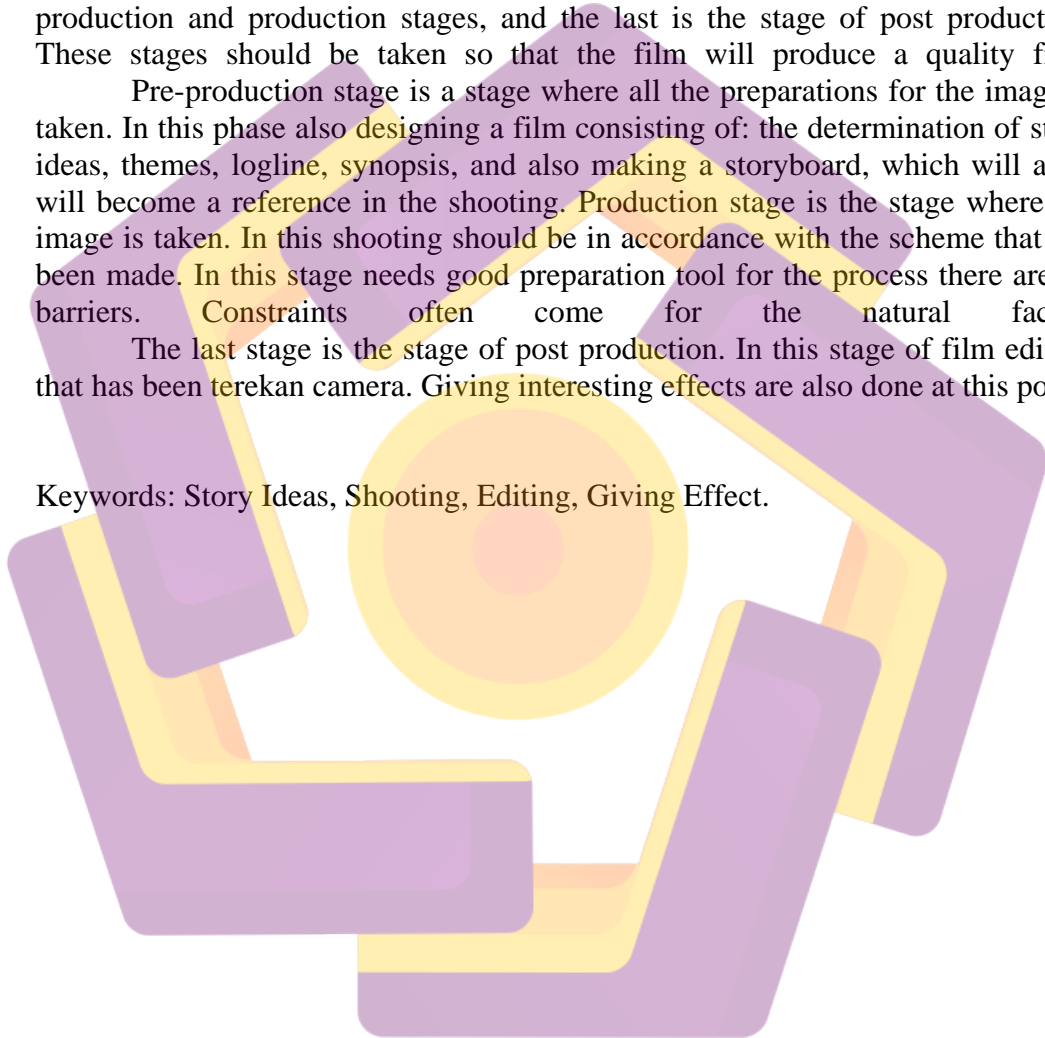 production and production stages, and the last is the stage of post product
These stages should be taken so that the film will produce a quality f
Pre-production stage is a stage where all the preparations for the imag
taken. In this phase also designing a film consisting of: the determination of st
ideas, themes, logline, synopsis, and also making a storyboard, which will a
will become a reference in the shooting. Production stage is the stage where
image is taken. In this shooting should be in accordance with the scheme that
been made. In this stage needs good preparation tool for the process there are
barriers. Constraints often come for the natural fac
The last stage is the stage of post production. In this stage of film edi
that has been terekan camera. Giving interesting effects are also done at this po
Keywords: Story Ideas, Shooting, Editing, Giving Effect.